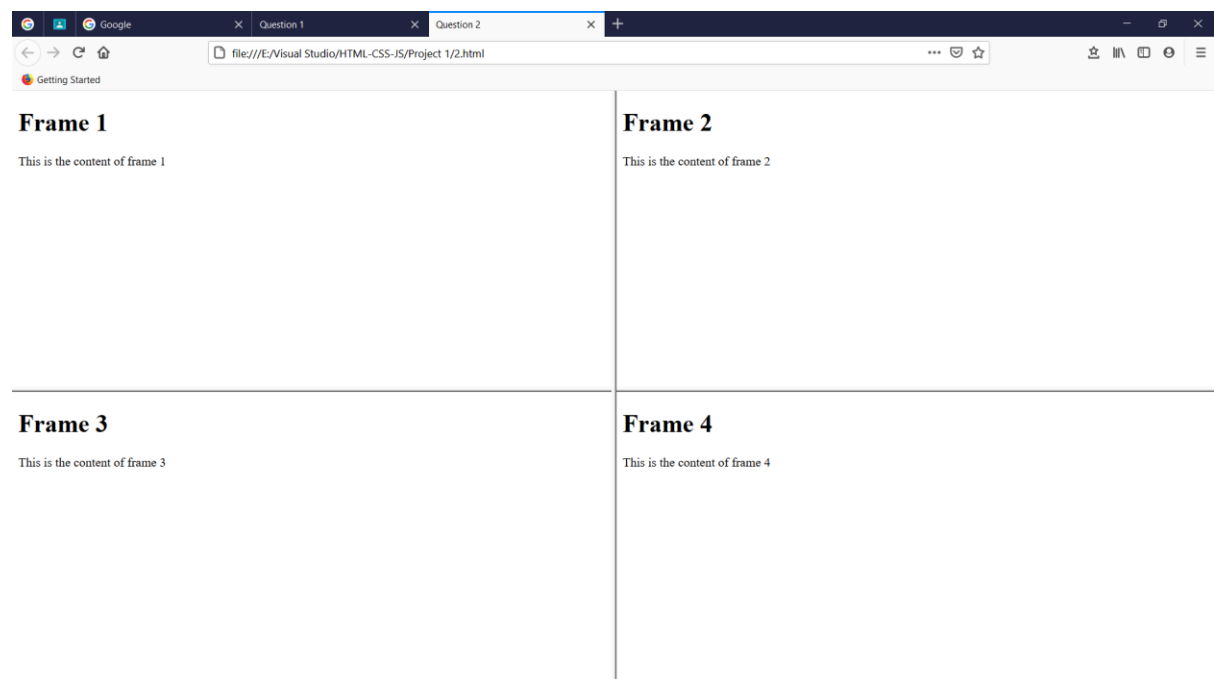 Google Question 1 Question 2
file:///E:/Visual Studio/HTML-CSS-JS/Project 1/2.html
Getting Started
Frame 1
This is the content of frame 1
Frame 2
This is the content of frame 2
Frame 3
This is the content of frame 3
Frame 4
This is the content of frame 4